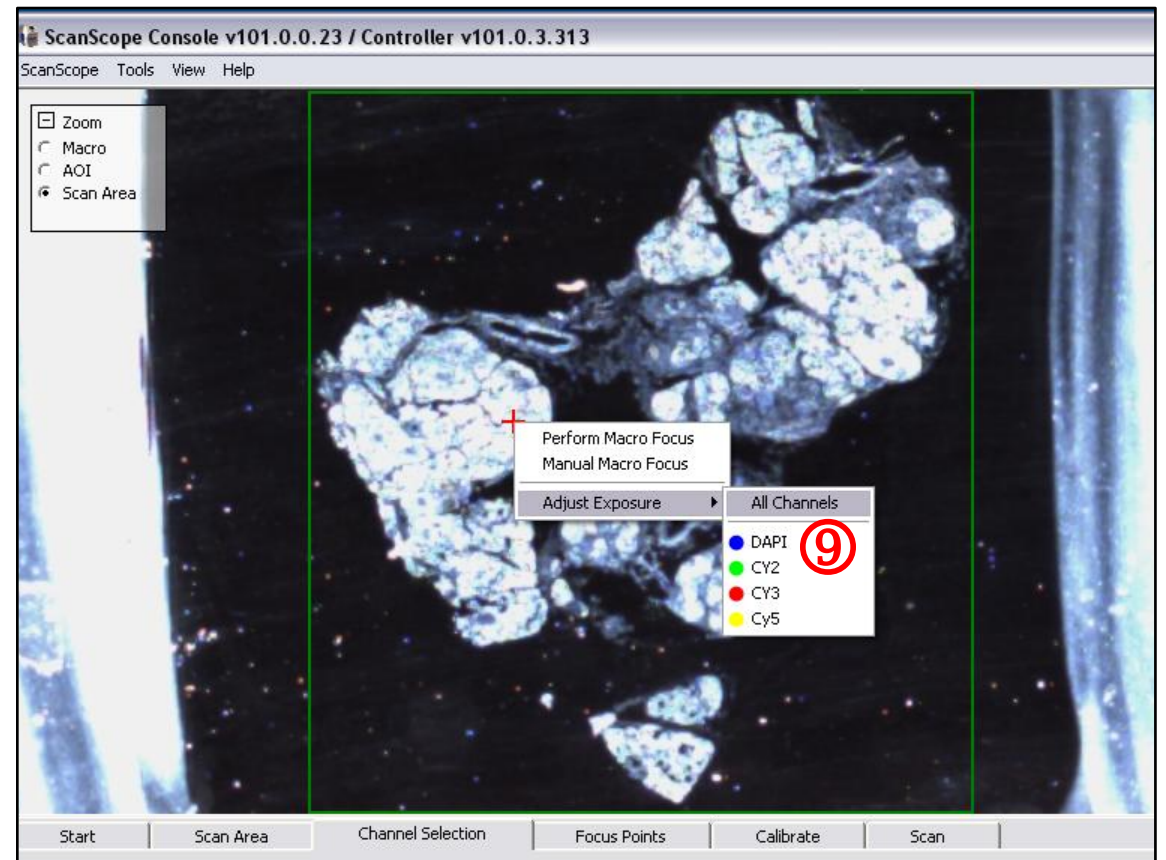 ScanScope Console v101.0.0.23 / Controller v101.0.3.313
ScanScope Tools View Help
Zoom
Macro
AOI
Scan Area
Perform Macro Focus
Manual Macro Focus
Adjust Exposure
All Channels
DAPI
CY2
CY3
Cy5
⑨
Start Scan Area Channel Selection Focus Points Calibrate Scan